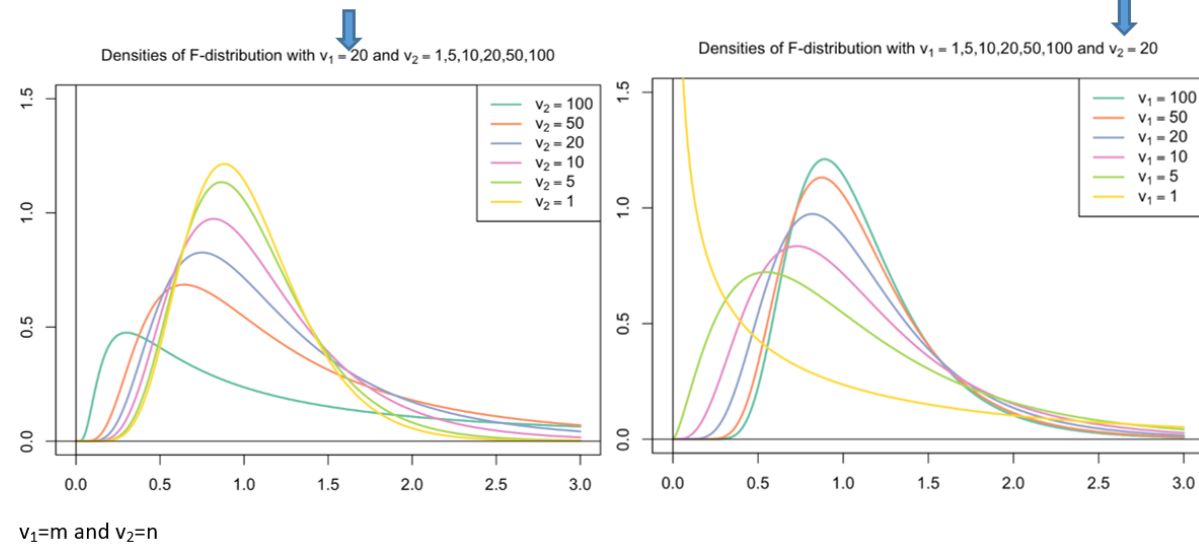 Densities of F-distribution with v₁ = 20 and v₂ = 1,5,10,20,50,100
1.5
1.0
0.5
0.0
v₂ = 100
v₂ = 50
v₂ = 20
v₂ = 10
v₂ = 5
v₂ = 1
0.0 0.5 1.0 1.5 2.0 2.5 3.0
Densities of F-distribution with v₁ = 1,5,10,20,50,100 and v₂ = 20
1.5
1.0
0.5
0.0
v₁ = 100
v₁ = 50
v₁ = 20
v₁ = 10
v₁ = 5
v₁ = 1
0.0 0.5 1.0 1.5 2.0 2.5 3.0
v₁=m and v₂=n